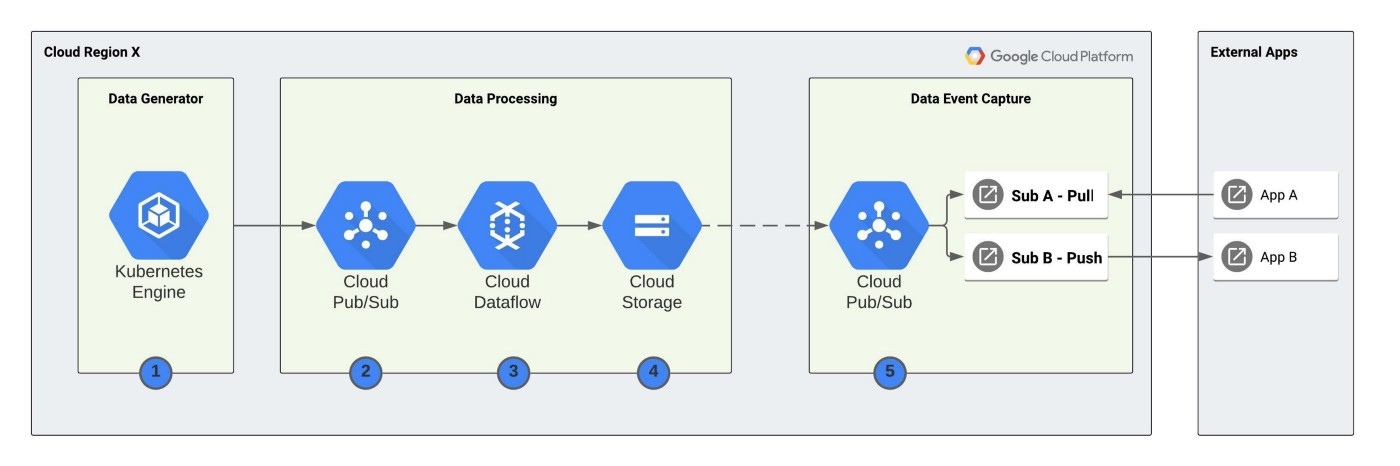 Cloud Region X
Google Cloud Platform
External Apps
Data Generator
Data Processing
Data Event Capture
Kubernetes
Engine
Cloud
Pub/Sub
Cloud
Dataflow
Cloud
Storage
Cloud
Pub/Sub
Sub A - Pull
Sub B - Push
App A
App B
1
2
3
4
5